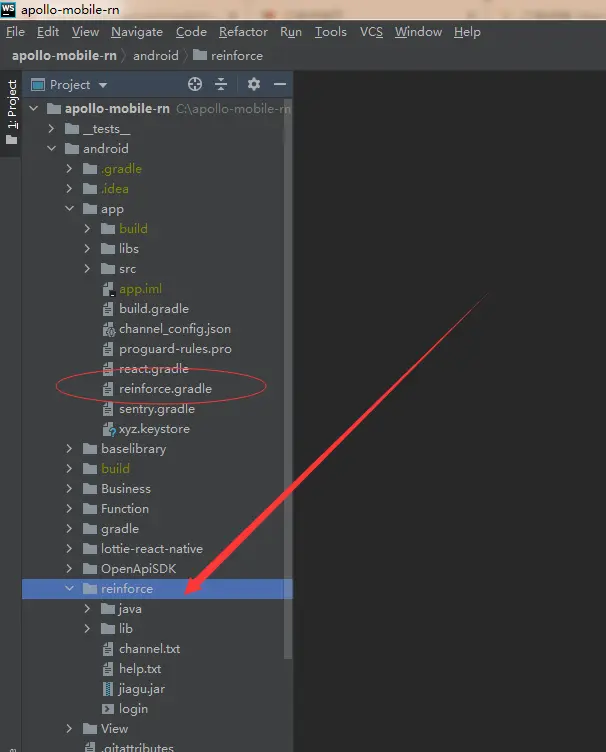 WS apollo-mobile-rn
File Edit View Navigate Code Refactor Run Tools VCS Window Help
apollo-mobile-rn android reinforce
1: Project
Project
apollo-mobile-rn C:\apollo-mobile-rn
__tests__
android
.gradle
.idea
app
build
libs
src
app.iml
build.gradle
channel_config.json
proguard-rules.pro
react.gradle
reinforce.gradle
sentry.gradle
xyz.keystore
baselibrary
build
Business
Function
gradle
lottie-react-native
OpenApiSDK
reinforce
java
lib
channel.txt
help.txt
jiagu.jar
login
View
.gitattributes